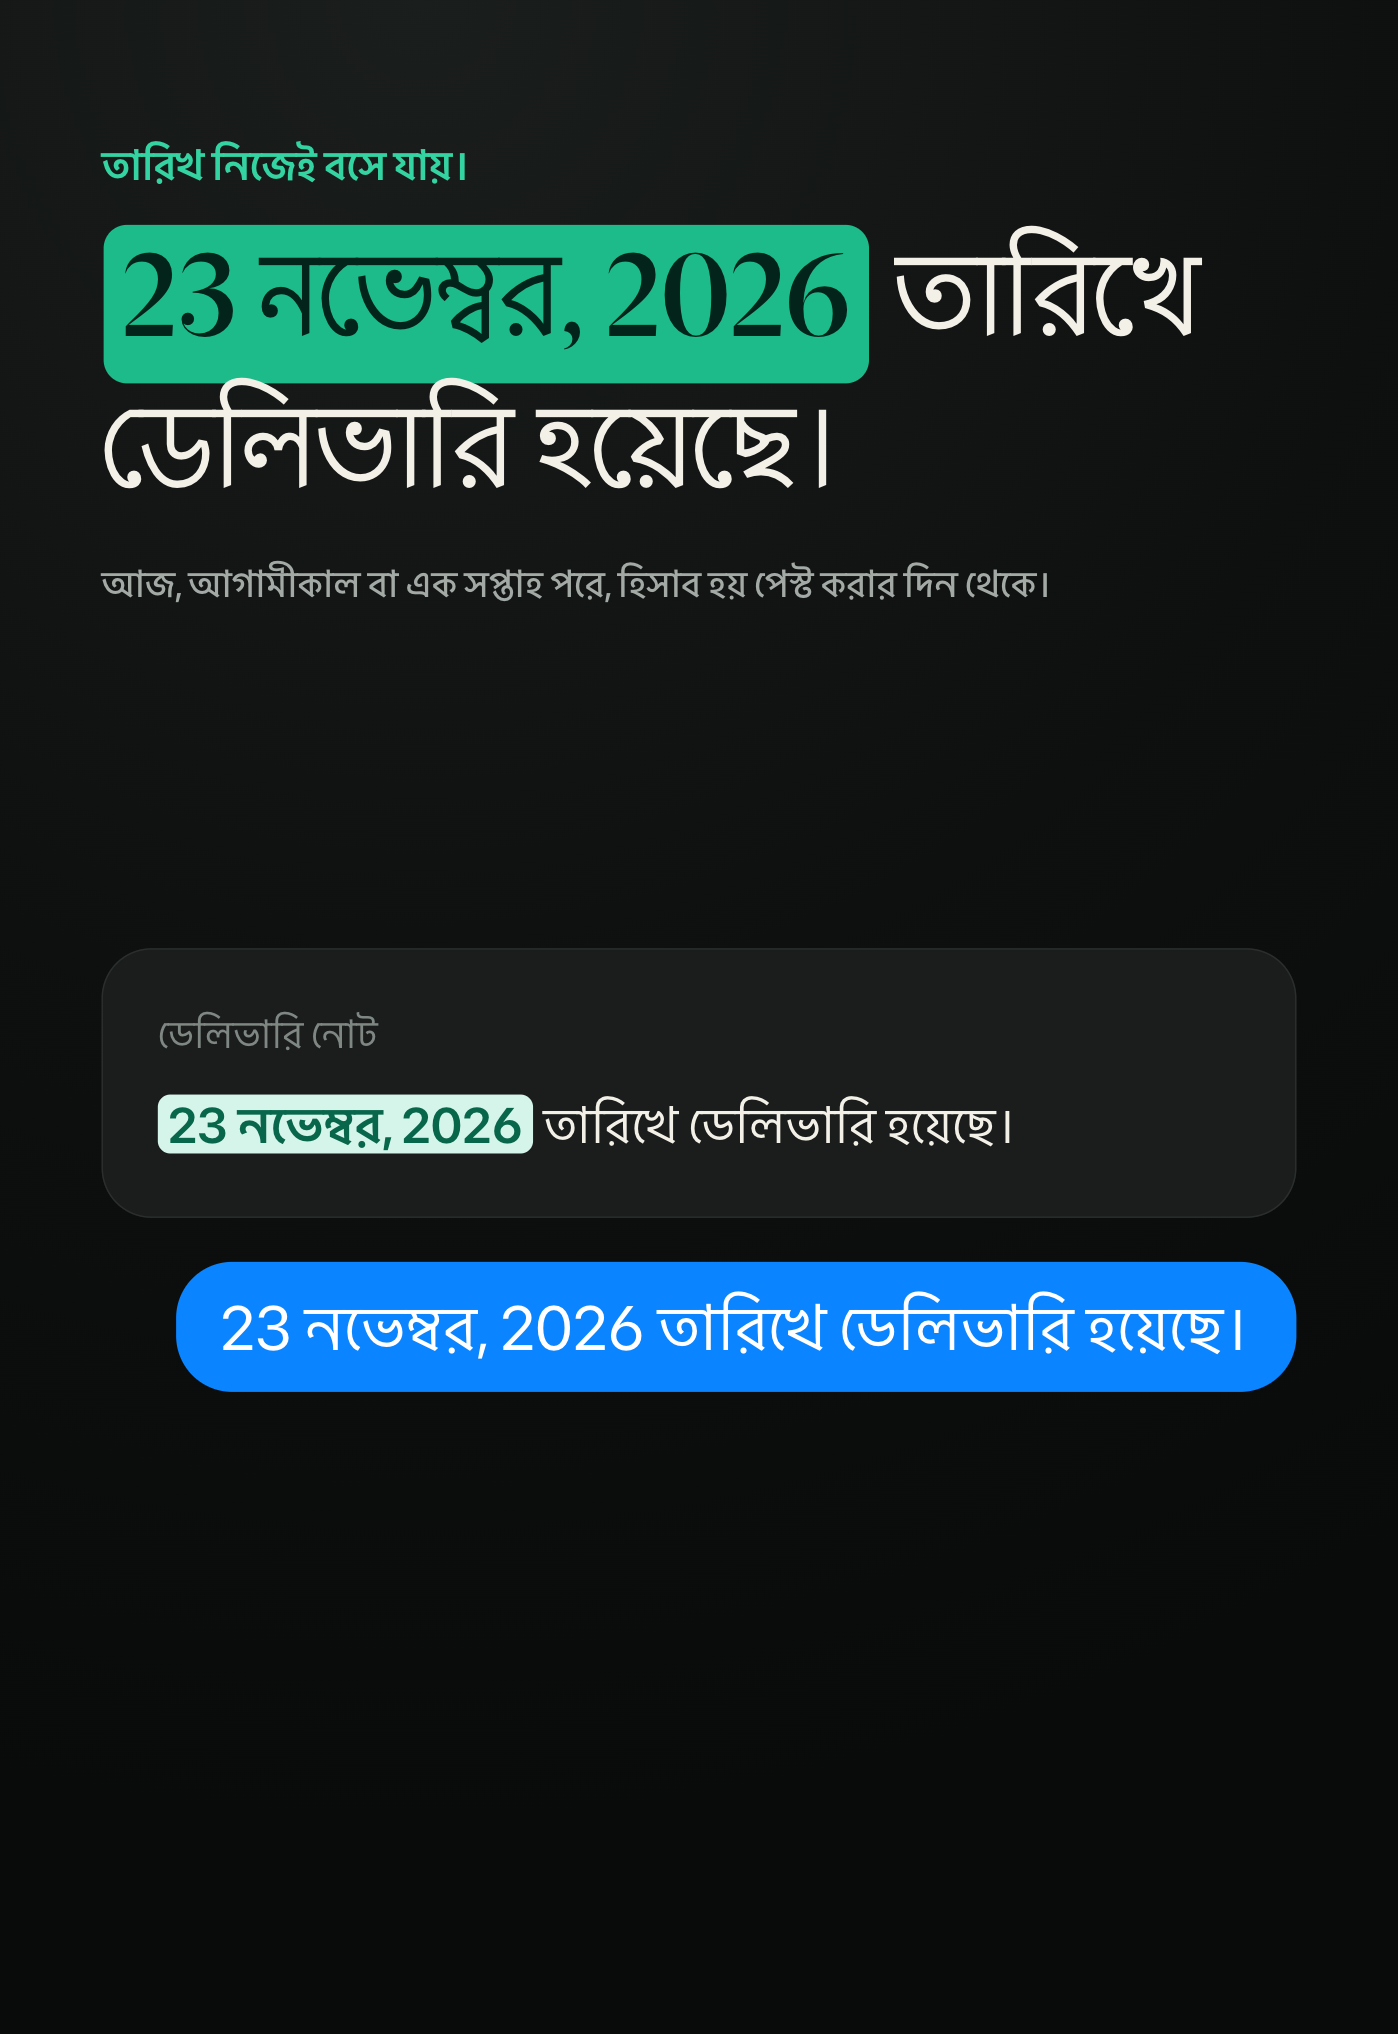 তারিখ নিজেই বসে যায়।
23 নভেম্বর, 2026 তারিখে
ডেলিভারি হয়েছে।
আজ, আগামীকাল বা এক সপ্তাহ পরে, হিসাব হয় পেস্ট করার দিন থেকে।
ডেলিভারি নোট
23 নভেম্বর, 2026 তারিখে ডেলিভারি হয়েছে।
23 নভেম্বর, 2026 তারিখে ডেলিভারি হয়েছে।